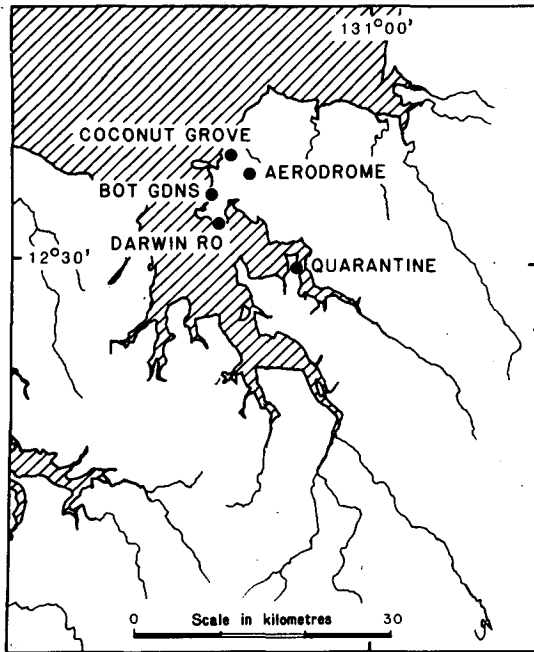 131°00'
COCONUT GROVE
AERODROME
BOT GDNS
DARWIN RO
12°30'
QUARANTINE
0 Scale in kilometres 30